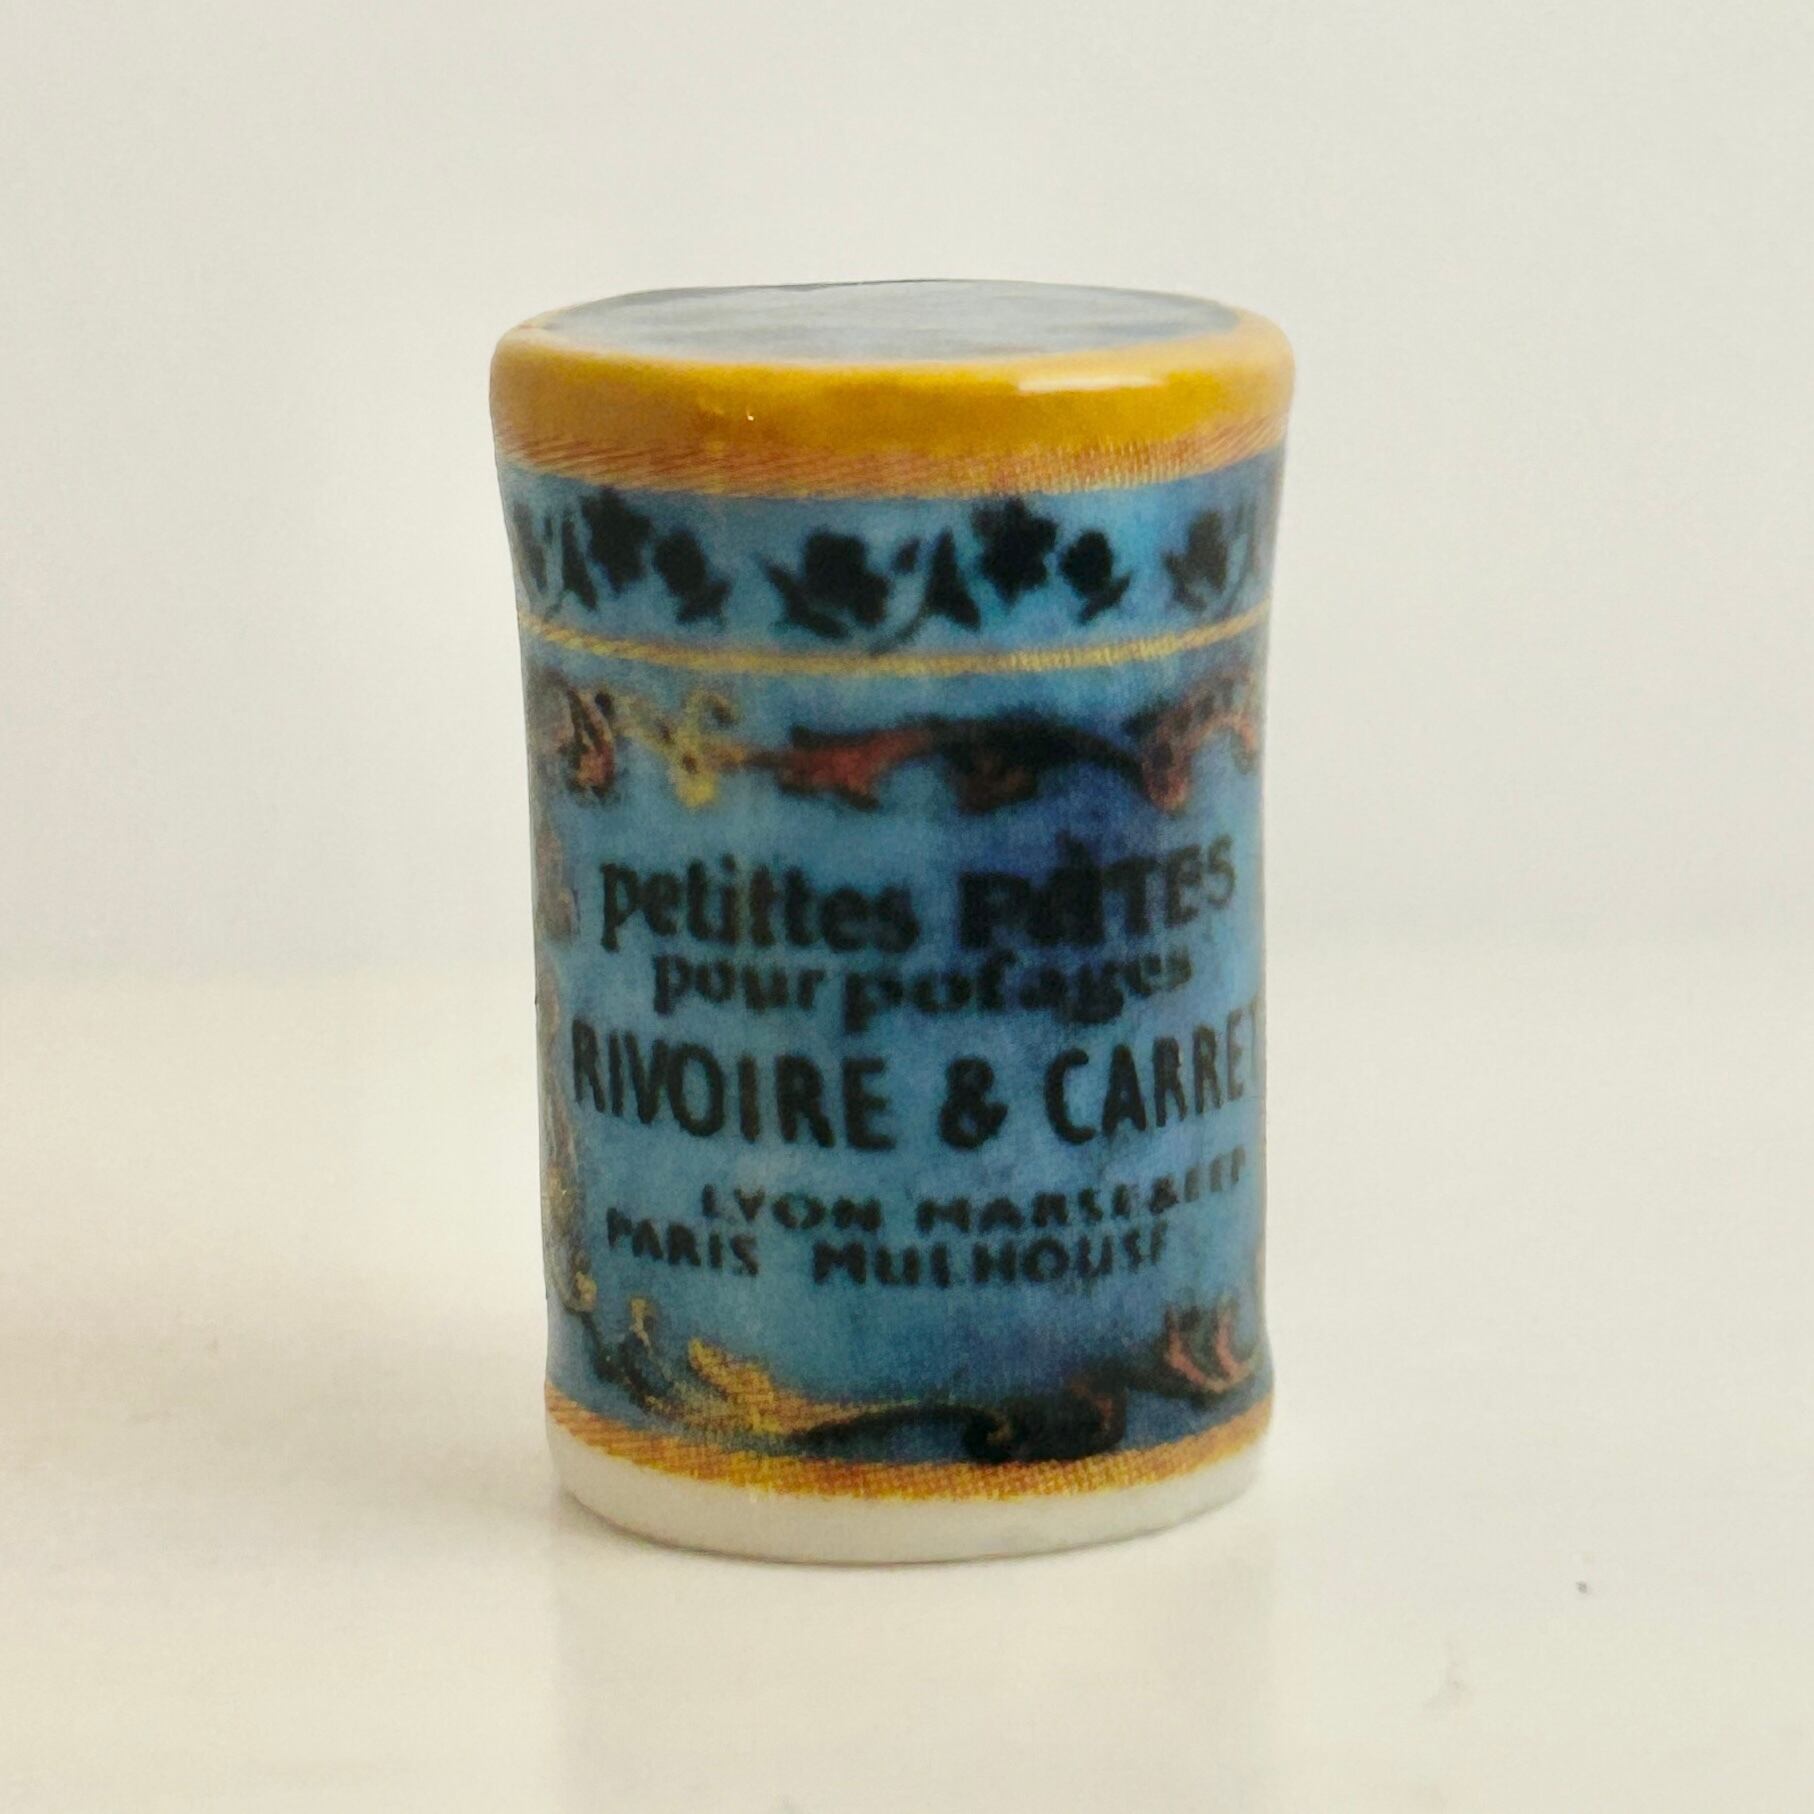 petittes PÂTES
pour potages
RIVOIRE & CARRET
LYON MARSEILLE
PARIS MULHOUSE